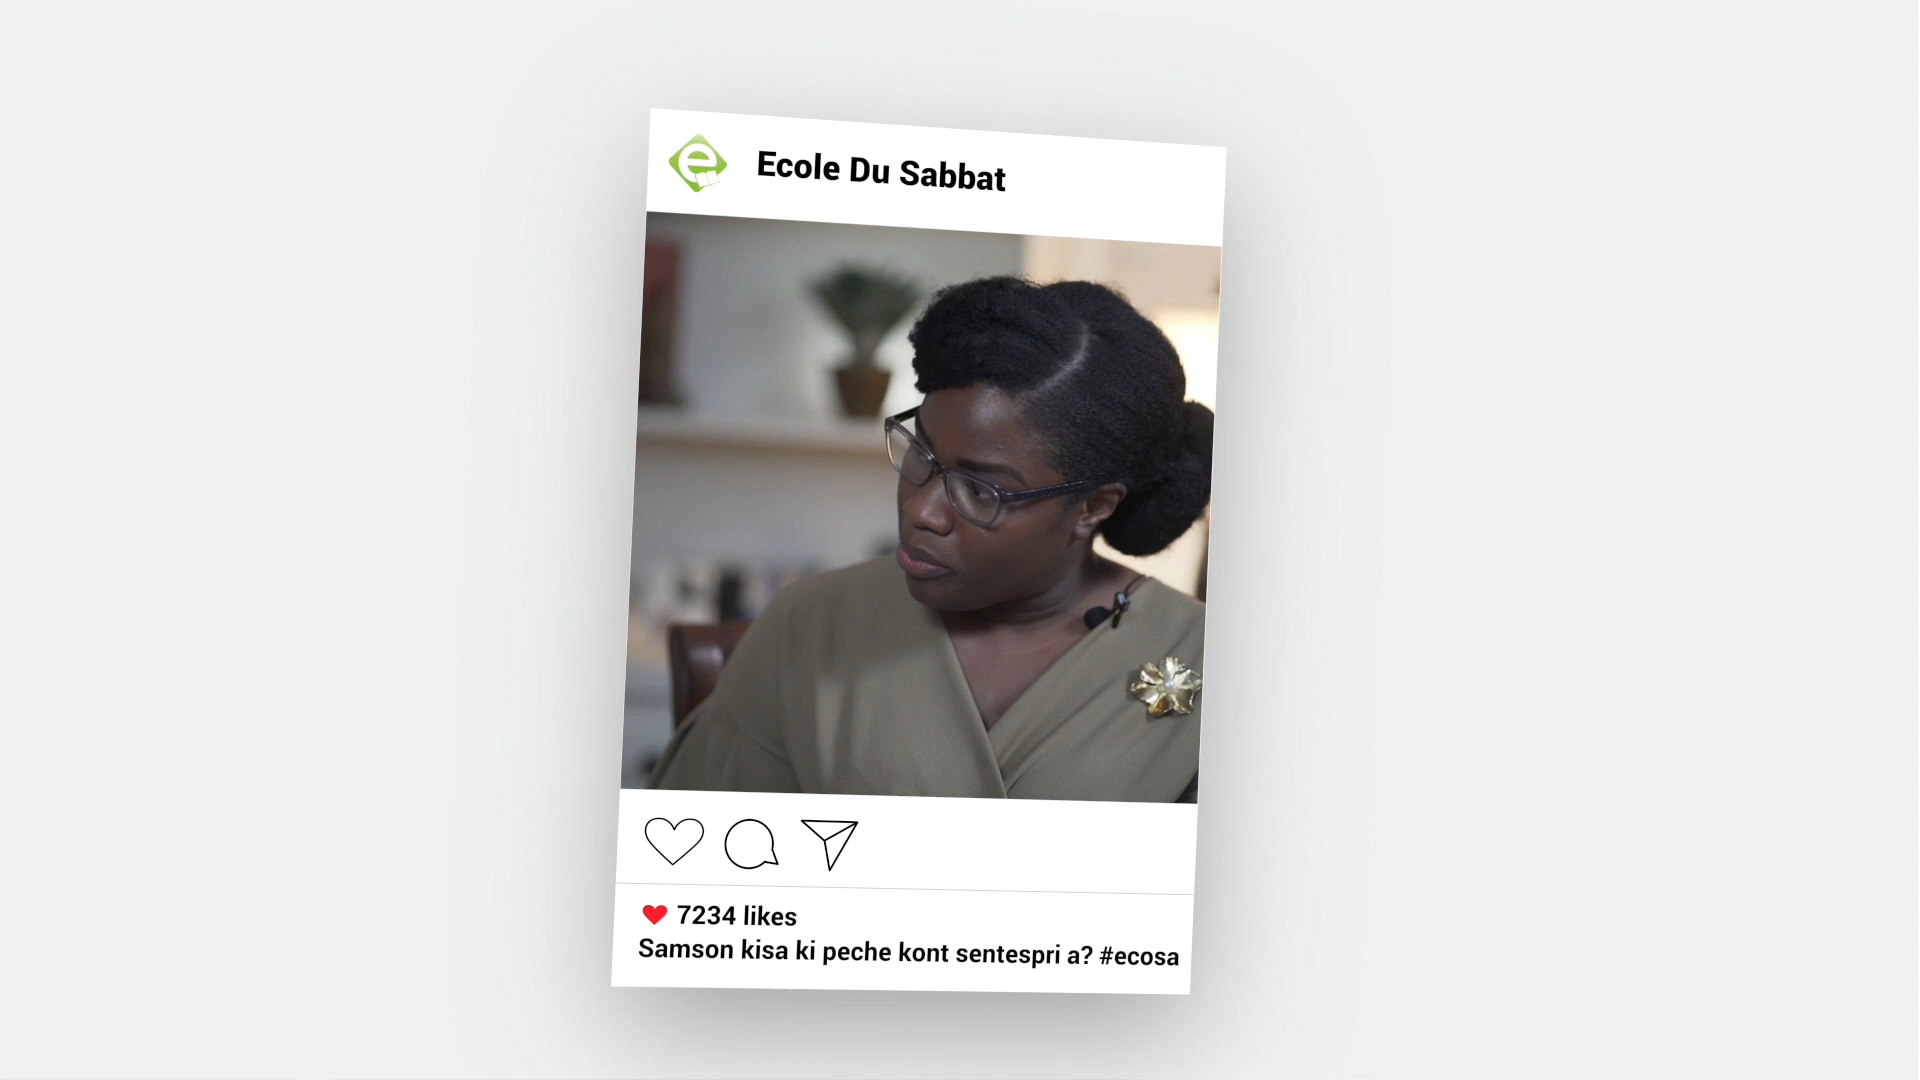 Ecole Du Sabbat
7234 likes
Samson kisa ki peche kont sentespri a? #ecosa